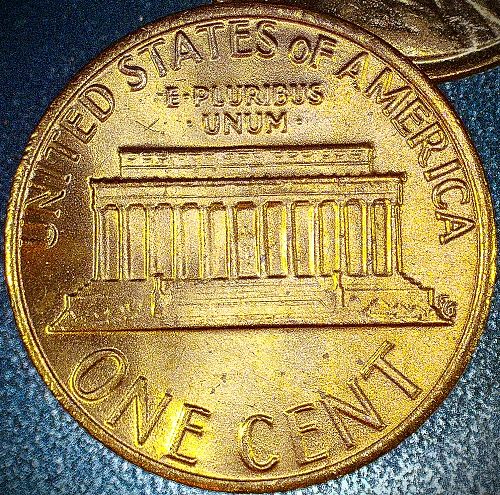 UNITED STATES OF AMERICA
·E·PLURIBUS·
·UNUM·
ONE CENT